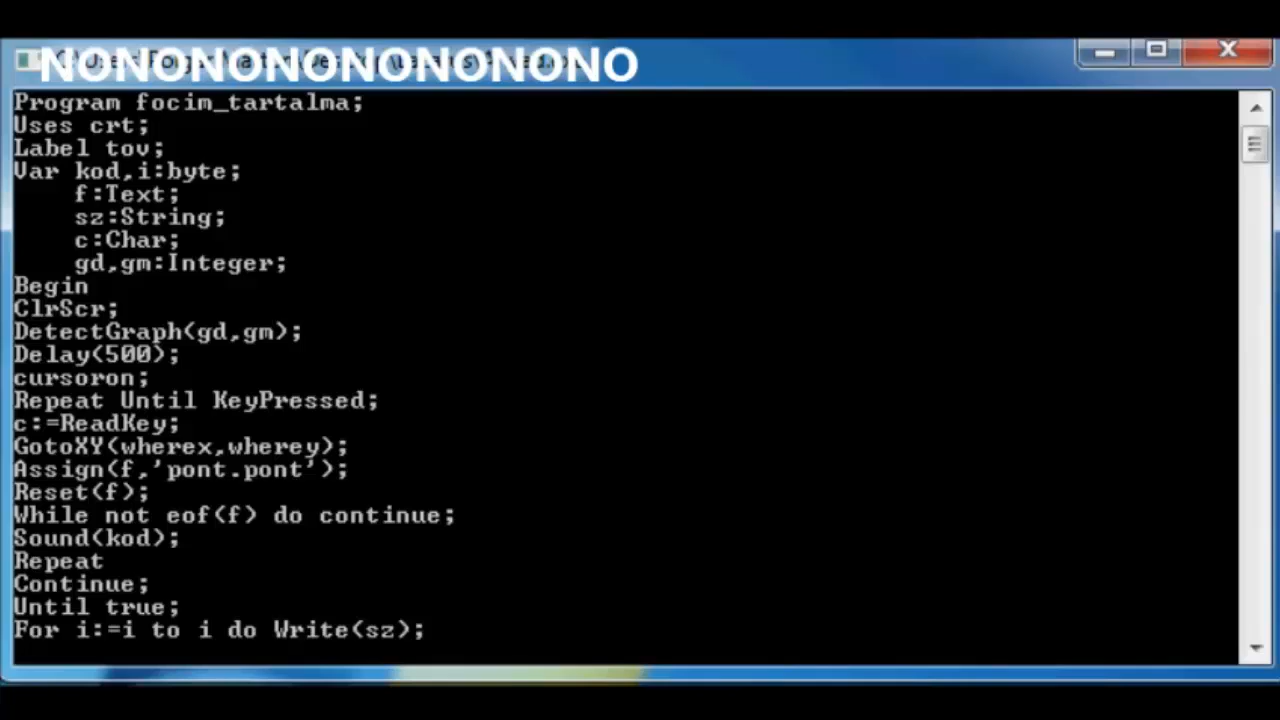 NONONONONONONONONO
Program focim_tartalma;
Uses crt;
Label tov;
Var kod,i:byte;
f:Text;
sz:String;
c:Char;
gd,gm:Integer;
Begin
ClrScr;
DetectGraph(gd,gm);
Delay(500);
cursoron;
Repeat Until KeyPressed;
c:=ReadKey;
GotoXY(wherex,wherey);
Assign(f,'pont.pont');
Reset(f);
While not eof(f) do continue;
Sound(kod);
Repeat
Continue;
Until true;
For i:=i to i do Write(sz);